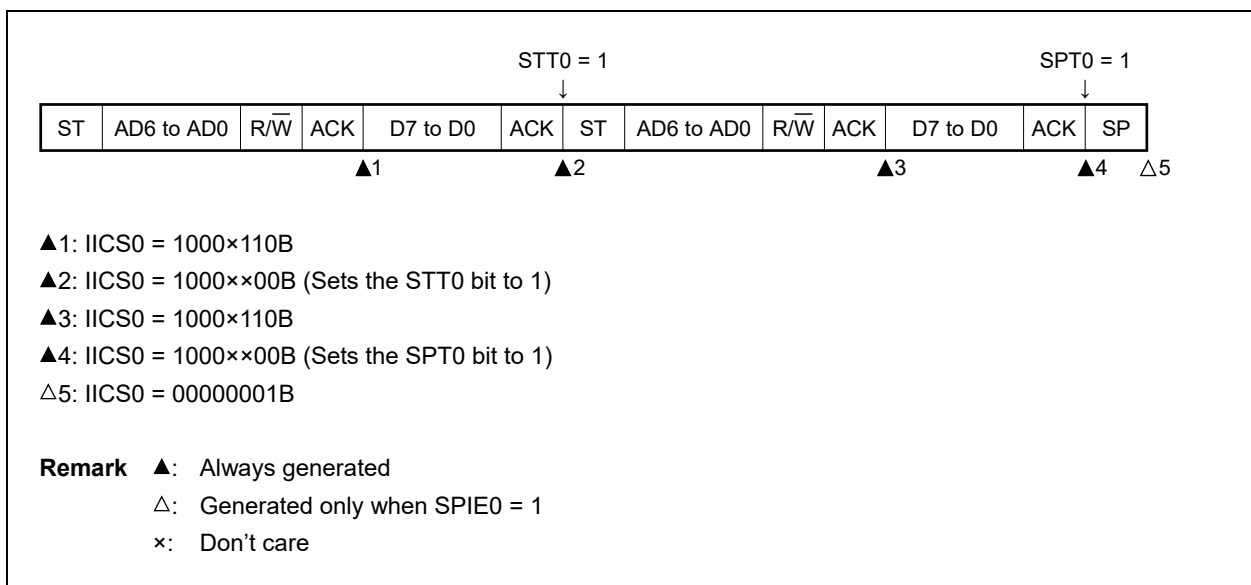 STT0 = 1 SPT0 = 1
↓ ↓
ST AD6 to AD0 R/W̅ ACK D7 to D0 ACK ST AD6 to AD0 R/W̅ ACK D7 to D0 ACK SP
▲1 ▲2 ▲3 ▲4 △5
▲1: IICS0 = 1000×110B
▲2: IICS0 = 1000××00B (Sets the STT0 bit to 1)
▲3: IICS0 = 1000×110B
▲4: IICS0 = 1000××00B (Sets the SPT0 bit to 1)
△5: IICS0 = 00000001B
Remark ▲: Always generated
△: Generated only when SPIE0 = 1
×: Don’t care